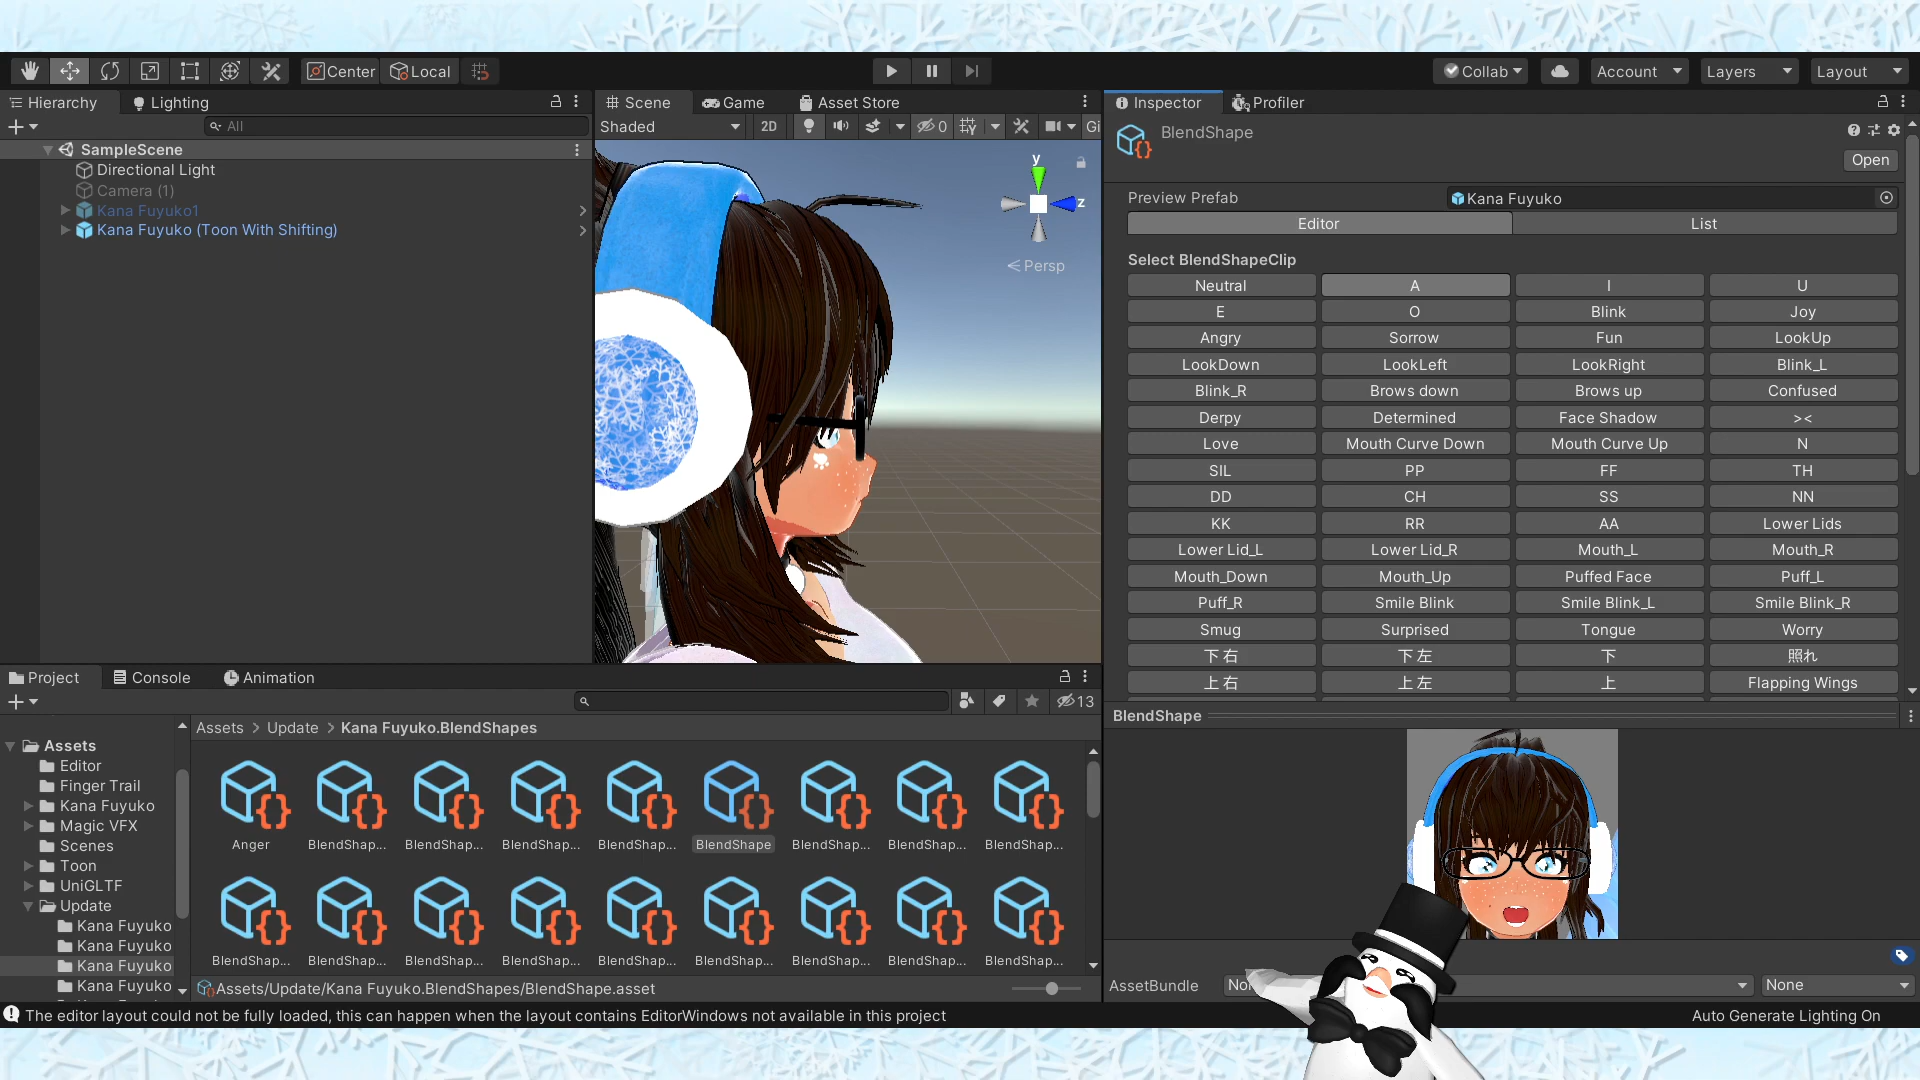 Center
Local
Collab
Account
Layers
Layout
Hierarchy
Lighting
All
SampleScene
Directional Light
Camera (1)
Kana Fuyuko1
Kana Fuyuko (Toon With Shifting)
Scene
Game
Asset Store
Shaded
2D
0
Gi
y
z
Persp
Inspector
Profiler
BlendShape
Open
Preview Prefab
Kana Fuyuko
Editor
List
Select BlendShapeClip
Neutral
A
I
U
E
O
Blink
Joy
Angry
Sorrow
Fun
LookUp
LookDown
LookLeft
LookRight
Blink_L
Blink_R
Brows down
Brows up
Confused
Derpy
Determined
Face Shadow
><
Love
Mouth Curve Down
Mouth Curve Up
N
SIL
PP
FF
TH
DD
CH
SS
NN
KK
RR
AA
Lower Lids
Lower Lid_L
Lower Lid_R
Mouth_L
Mouth_R
Mouth_Down
Mouth_Up
Puffed Face
Puff_L
Puff_R
Smile Blink
Smile Blink_L
Smile Blink_R
Smug
Surprised
Tongue
Worry
下右
下左
下
照れ
上右
上左
上
Flapping Wings
Project
Console
Animation
13
Assets
Editor
Finger Trail
Kana Fuyuko
Magic VFX
Scenes
Toon
UniGLTF
Update
Kana Fuyuko
Kana Fuyuko
Kana Fuyuko
Kana Fuyuko
Assets > Update > Kana Fuyuko.BlendShapes
Anger
BlendShap...
BlendShap...
BlendShap...
BlendShap...
BlendShape
BlendShap...
BlendShap...
BlendShap...
BlendShap...
BlendShap...
BlendShap...
BlendShap...
BlendShap...
BlendShap...
BlendShap...
BlendShap...
BlendShap...
Assets/Update/Kana Fuyuko.BlendShapes/BlendShape.asset
BlendShape
AssetBundle
None
The editor layout could not be fully loaded, this can happen when the layout contains EditorWindows not available in this project
Auto Generate Lighting On